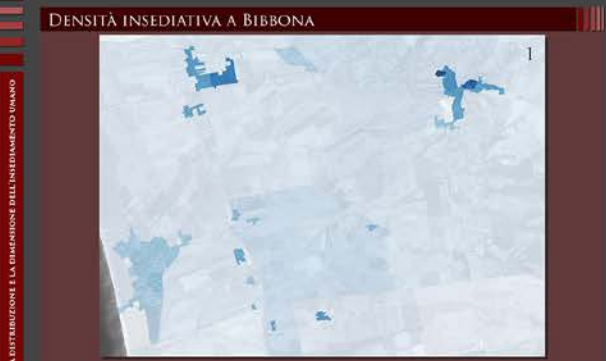 DENSITÀ INSEDIATIVA A BIBBONA
1
A DISTRIBUZIONE E LA DIMENSIONE DELL'INSEDIAMENTO UMANO